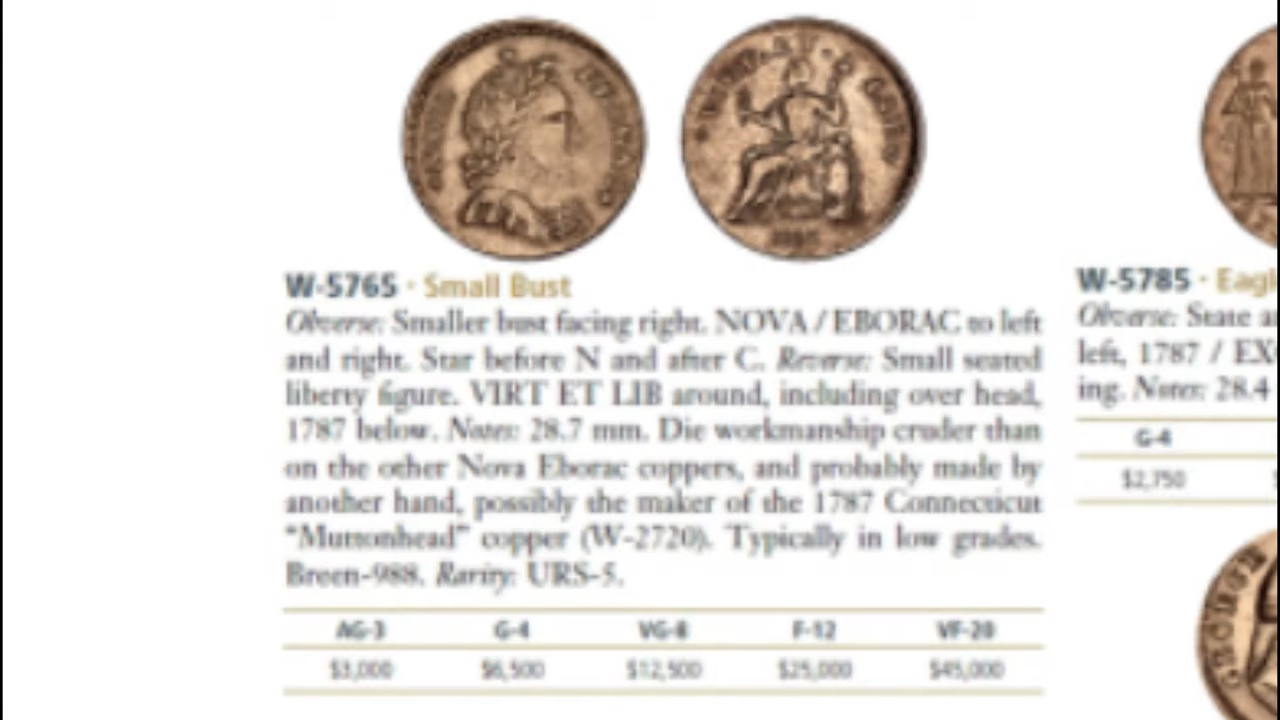 W-5765 · Small Bust
Obverse: Smaller bust facing right. NOVA / EBORAC to left
and right. Star before N and after C. Reverse: Small seated
liberty figure. VIRT ET LIB around, including over head,
1787 below. Notes: 28.7 mm. Die workmanship cruder than
on the other Nova Eborac coppers, and probably made by
another hand, possibly the maker of the 1787 Connecticut
“Muttonhead” copper (W-2720). Typically in low grades.
Breen-988. Rarity: URS-5.
AG-3 G-4 VG-8 F-12 VF-20
$3,000 $6,500 $12,500 $25,000 $45,000
W-5785 · Eagl
Obverse: State a
left, 1787 / EX
ing. Notes: 28.4
G-4
$2,750
GEORGE